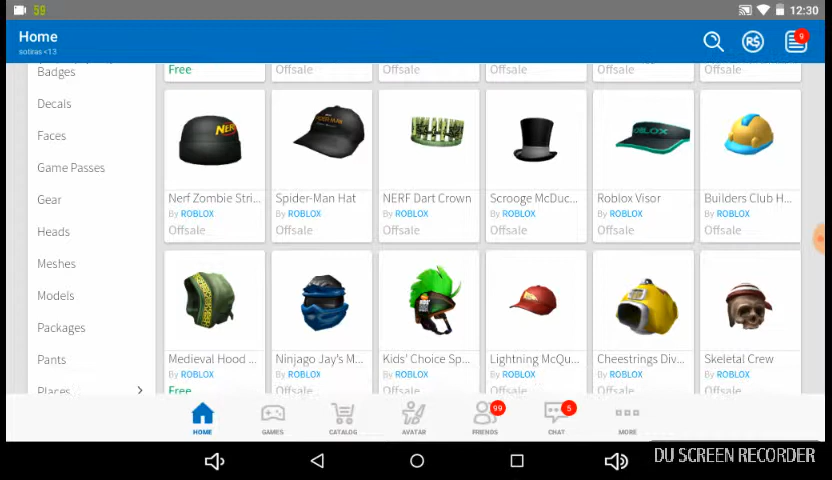 59
12:30
Home
sotiras <13
R$
9
Badges
Free
Offsale
Offsale
Offsale
Offsale
Offsale
Decals
Faces
Game Passes
Gear
Heads
Meshes
Models
Packages
Pants
Places
NERF
ROBLOX
Nerf Zombie Stri...
Spider-Man Hat
NERF Dart Crown
Scrooge McDuc...
Roblox Visor
Builders Club H...
By ROBLOX
By ROBLOX
By ROBLOX
By ROBLOX
By ROBLOX
By ROBLOX
Offsale
Offsale
Offsale
Offsale
Offsale
Offsale
Medieval Hood ...
Ninjago Jay's M...
Kids' Choice Sp...
Lightning McQu...
Cheestrings Div...
Skeletal Crew
By ROBLOX
By ROBLOX
By ROBLOX
By ROBLOX
By ROBLOX
By ROBLOX
Free
Offsale
Offsale
Offsale
Offsale
Offsale
99
5
HOME
GAMES
CATALOG
AVATAR
FRIENDS
CHAT
MORE
DU SCREEN RECORDER